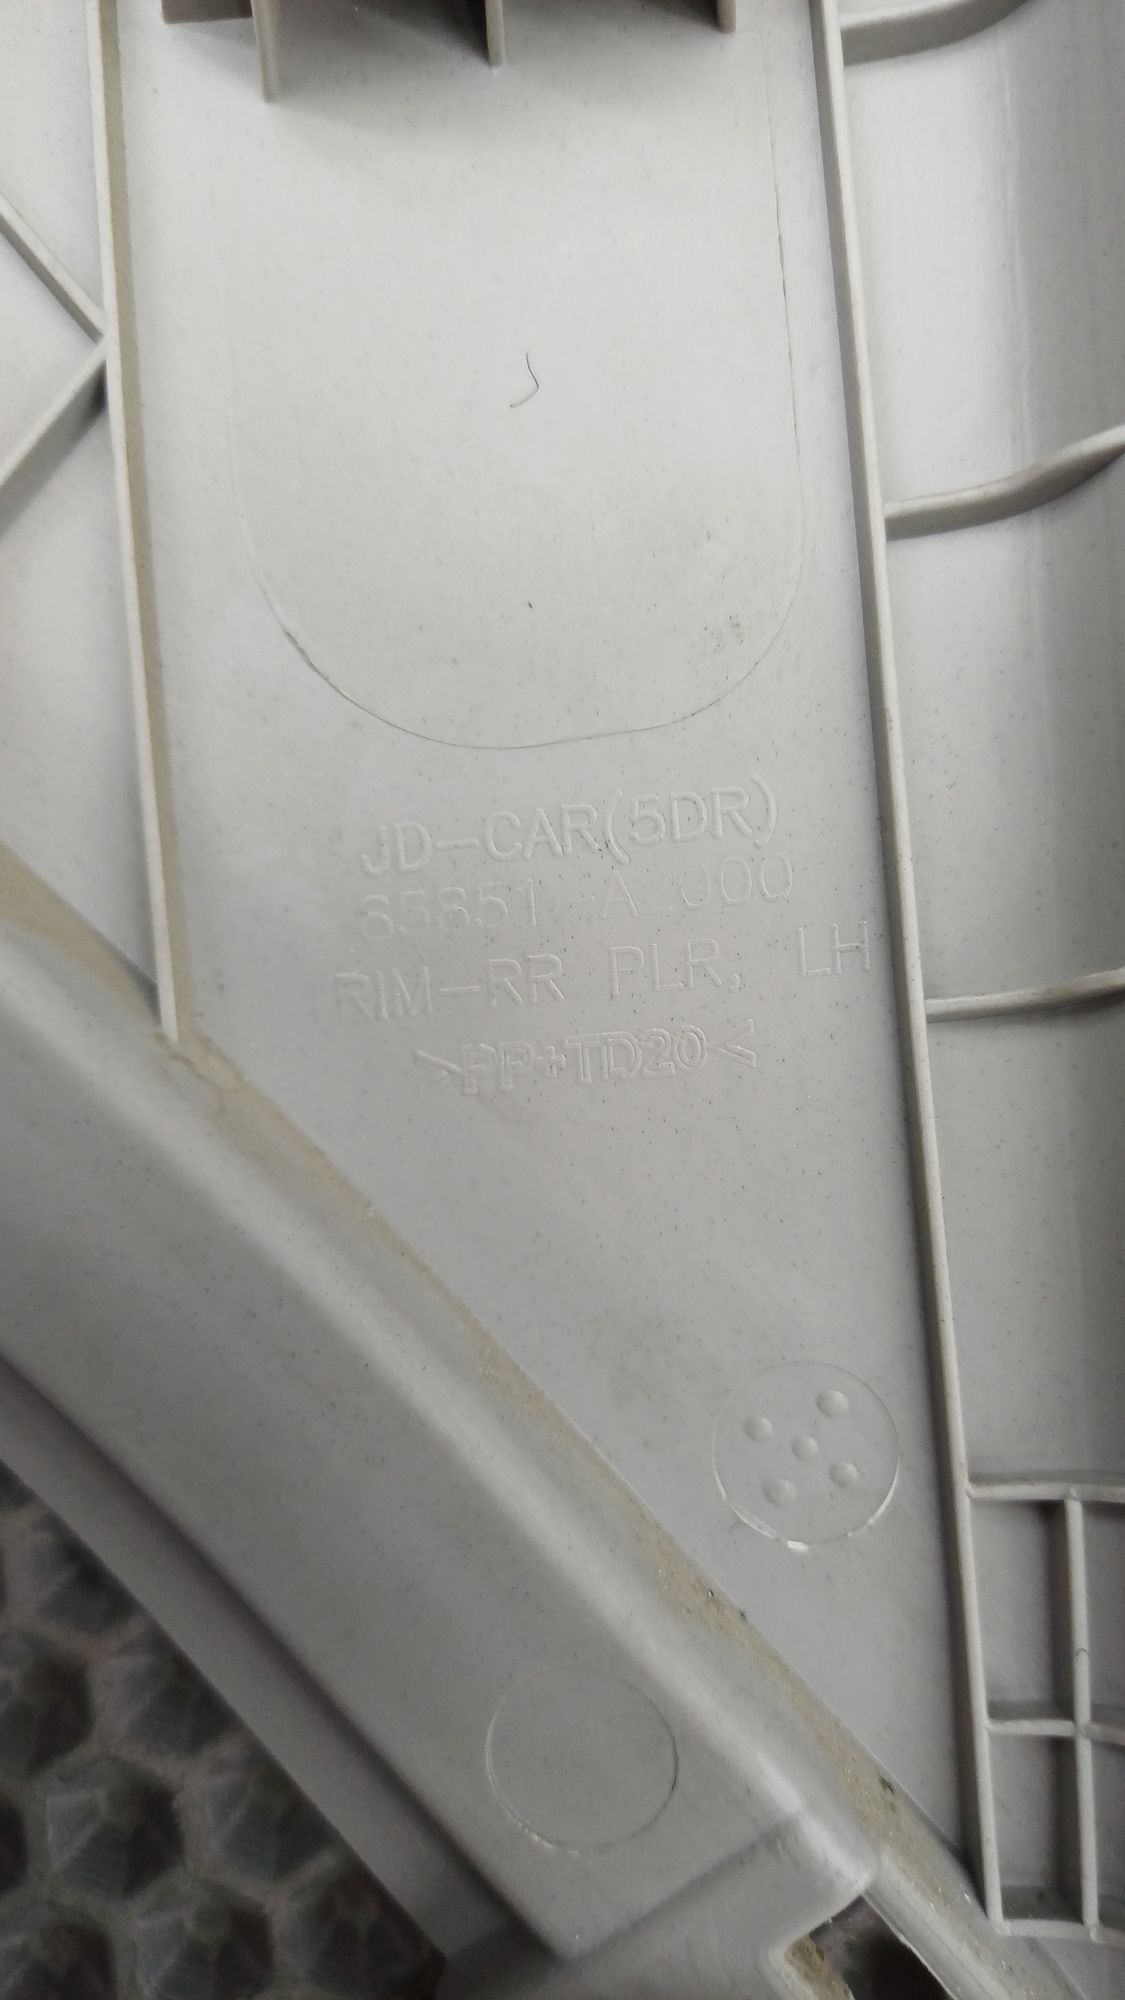 JD-CAR(5DR)
85851-A2000
RIM-RR PLR, LH
>PP+TD20<